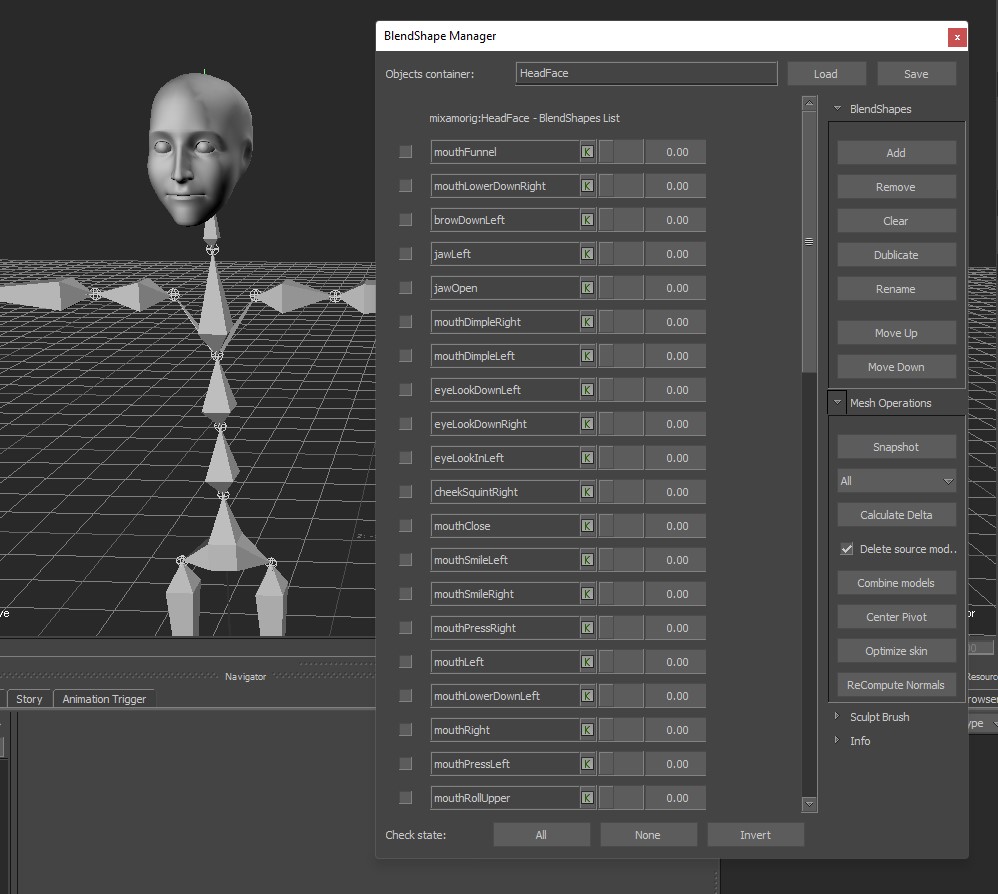 BlendShape Manager
x
Objects container:
HeadFace
Load
Save
mixamorig:HeadFace - BlendShapes List
mouthFunnel K 0.00
mouthLowerDownRight K 0.00
browDownLeft K 0.00
jawLeft K 0.00
jawOpen K 0.00
mouthDimpleRight K 0.00
mouthDimpleLeft K 0.00
eyeLookDownLeft K 0.00
eyeLookDownRight K 0.00
eyeLookInLeft K 0.00
cheekSquintRight K 0.00
mouthClose K 0.00
mouthSmileLeft K 0.00
mouthSmileRight K 0.00
mouthPressRight K 0.00
mouthLeft K 0.00
mouthLowerDownLeft K 0.00
mouthRight K 0.00
mouthPressLeft K 0.00
mouthRollUpper K 0.00
Check state:
All
None
Invert
BlendShapes
Add
Remove
Clear
Dublicate
Rename
Move Up
Move Down
Mesh Operations
Snapshot
All
Calculate Delta
Delete source mod..
Combine models
Center Pivot
Optimize skin
ReCompute Normals
Sculpt Brush
Info
Navigator
Story
Animation Trigger
ve
or
Resourc
rowser
ype